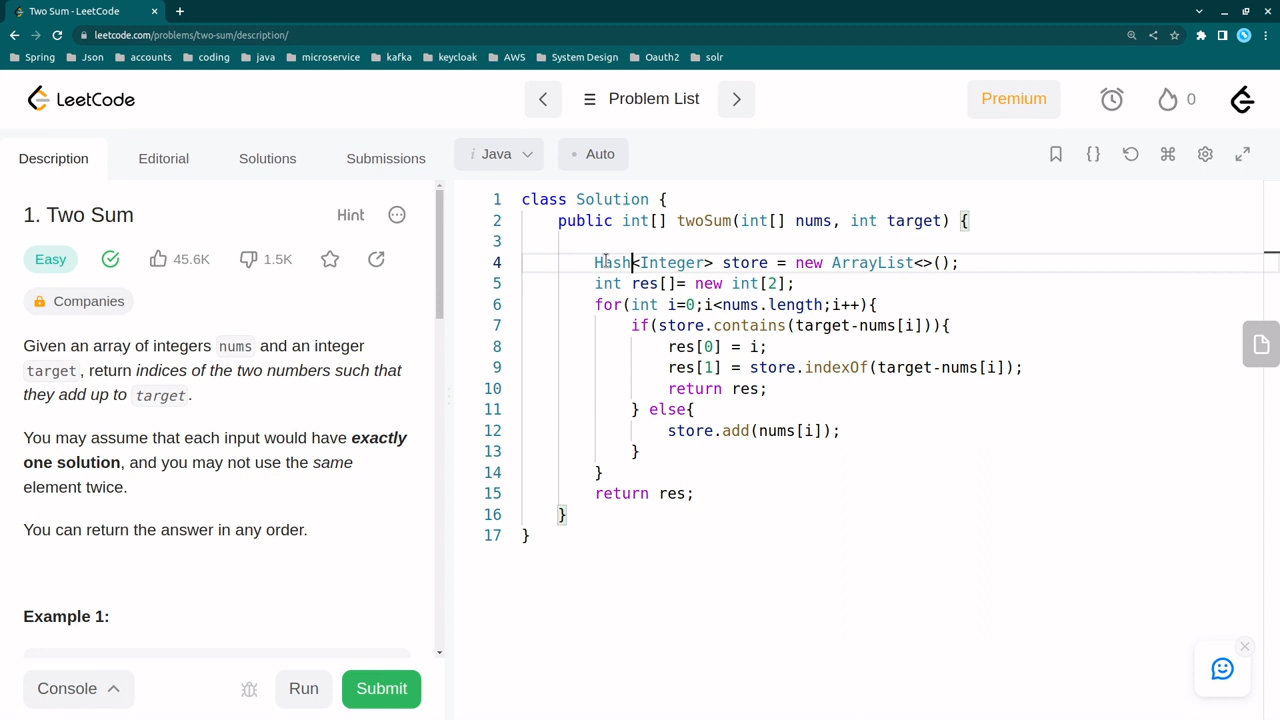 Two Sum - LeetCode
leetcode.com/problems/two-sum/description/
Spring Json accounts coding java microservice kafka keycloak AWS System Design Oauth2 solr
LeetCode
Problem List
Premium
0
Description Editorial Solutions Submissions
i Java
Auto
1. Two Sum
Hint
Easy
45.6K
1.5K
Companies
Given an array of integers nums and an integer
target, return indices of the two numbers such that
they add up to target.
You may assume that each input would have exactly
one solution, and you may not use the same
element twice.
You can return the answer in any order.
Example 1:
Console
Run
Submit
1 class Solution {
2 public int[] twoSum(int[] nums, int target) {
3
4 Hash<Integer> store = new ArrayList<>();
5 int res[]= new int[2];
6 for(int i=0;i<nums.length;i++){
7 if(store.contains(target-nums[i])){
8 res[0] = i;
9 res[1] = store.indexOf(target-nums[i]);
10 return res;
11 } else{
12 store.add(nums[i]);
13 }
14 }
15 return res;
16 }
17 }